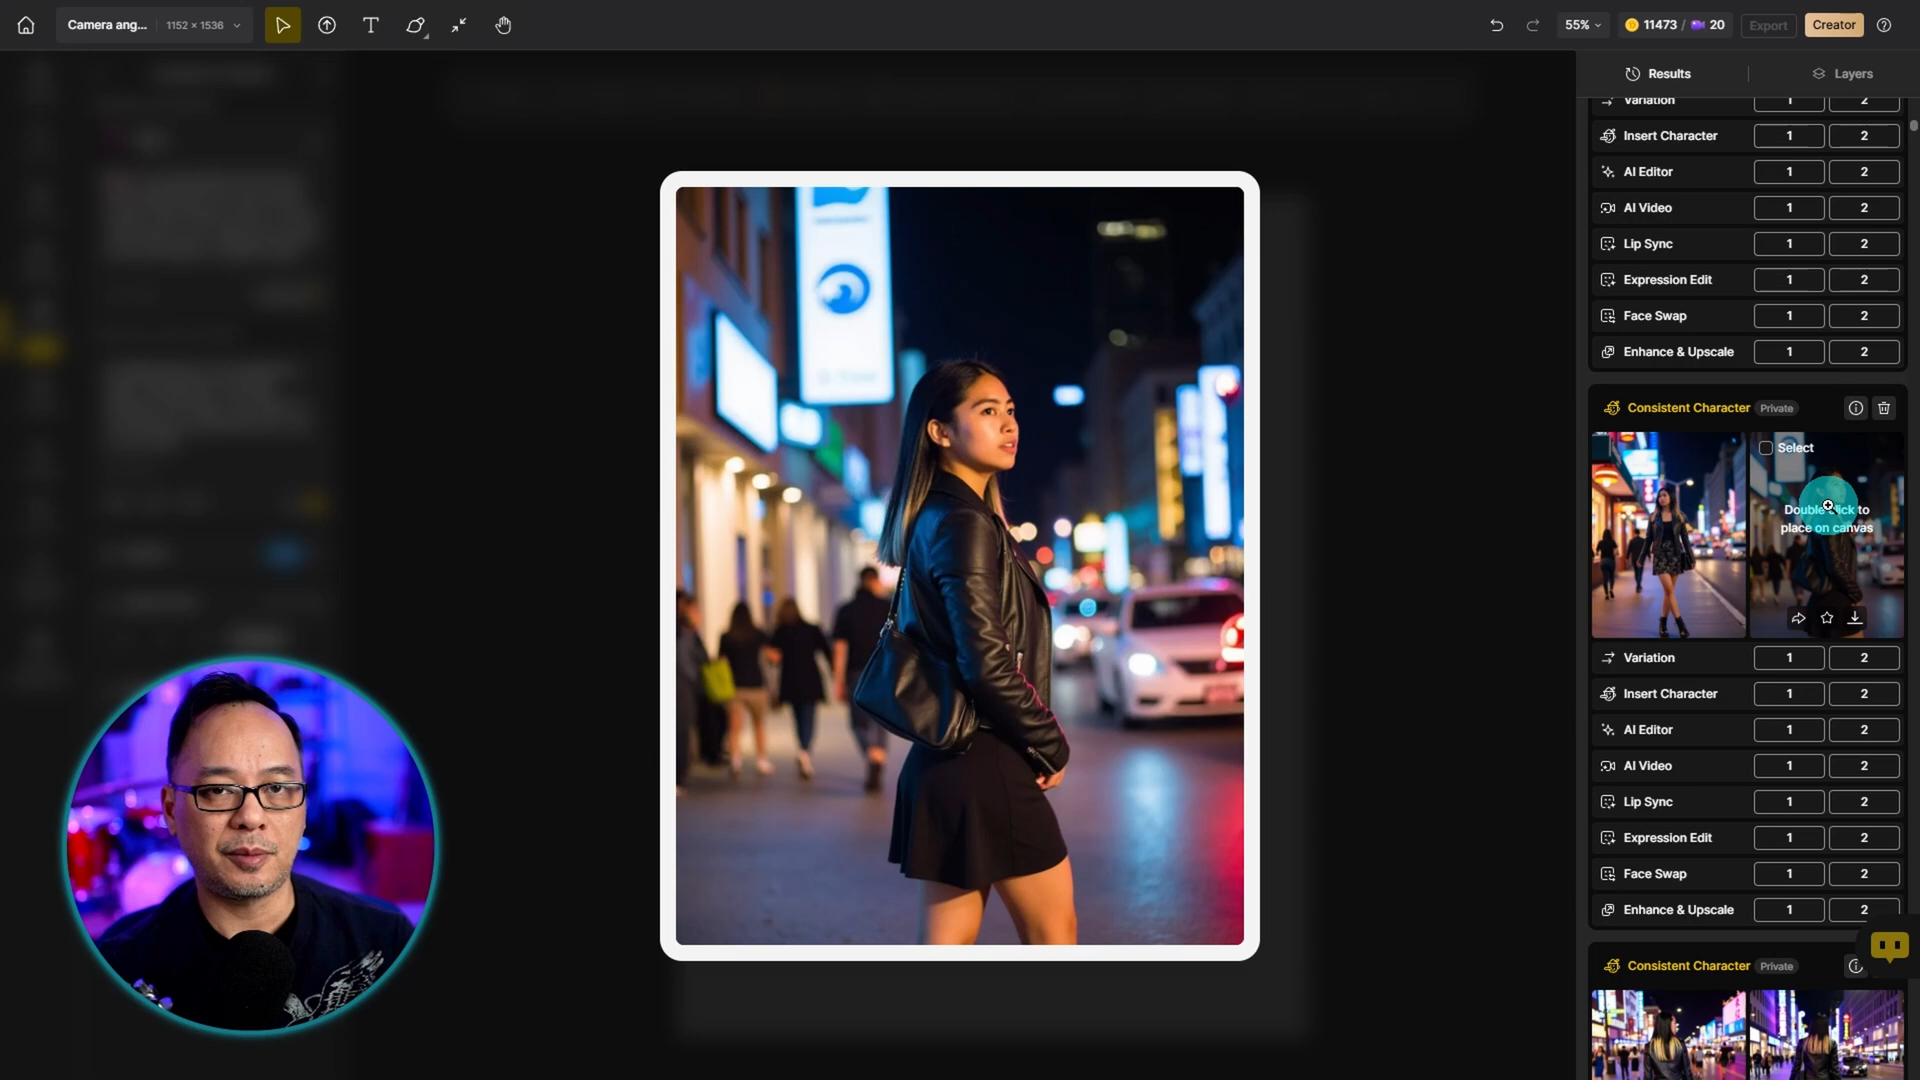 Camera ang... 1152 × 1536
T
55% 11473 / 20 Export Creator
Results Layers
Variation 1 2
Insert Character 1 2
AI Editor 1 2
AI Video 1 2
Lip Sync 1 2
Expression Edit 1 2
Face Swap 1 2
Enhance & Upscale 1 2
Consistent Character Private
Select
Double click to
place on canvas
Variation 1 2
Insert Character 1 2
AI Editor 1 2
AI Video 1 2
Lip Sync 1 2
Expression Edit 1 2
Face Swap 1 2
Enhance & Upscale 1 2
Consistent Character Private